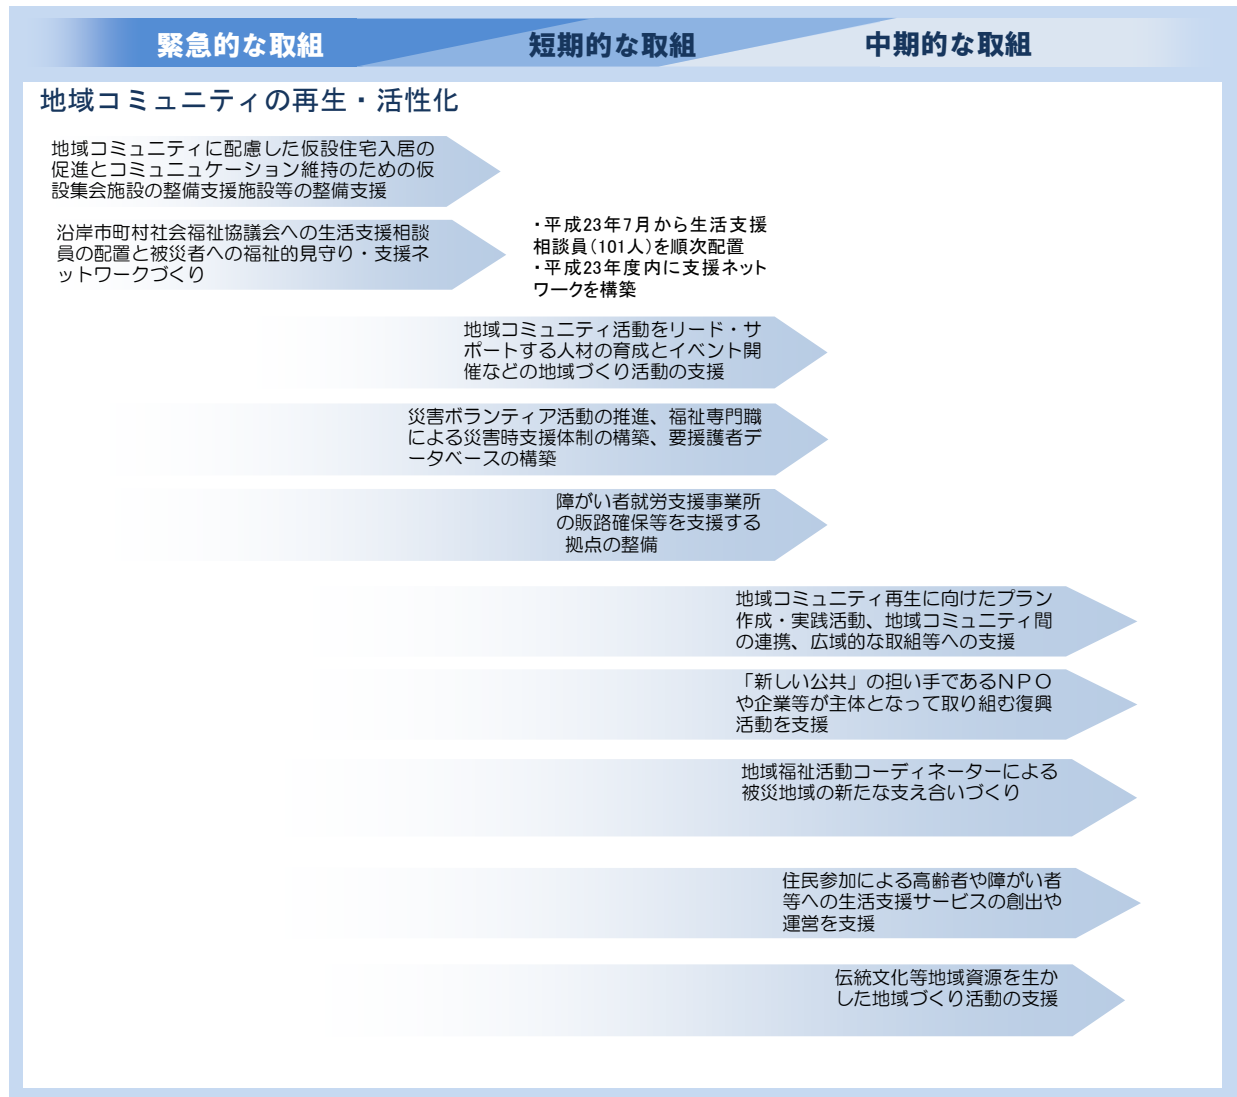 緊急的な取組
短期的な取組
中期的な取組
地域コミュニティの再生・活性化
地域コミュニティに配慮した仮設住宅入居の
促進とコミュニュケーション維持のための仮
設集会施設の整備支援施設等の整備支援
沿岸市町村社会福祉協議会への生活支援相談
員の配置と被災者への福祉的見守り・支援ネ
ットワークづくり
・平成23年7月から生活支援
相談員(101人)を順次配置
・平成23年度内に支援ネット
ワークを構築
地域コミュニティ活動をリード・サ
ポートする人材の育成とイベント開
催などの地域づくり活動の支援
災害ボランティア活動の推進、福祉専門職
による災害時支援体制の構築、要援護者デ
ータベースの構築
障がい者就労支援事業所
の販路確保等を支援する
拠点の整備
地域コミュニティ再生に向けたプラン
作成・実践活動、地域コミュニティ間
の連携、広域的な取組等への支援
「新しい公共」の担い手であるＮＰＯ
や企業等が主体となって取り組む復興
活動を支援
地域福祉活動コーディネーターによる
被災地域の新たな支え合いづくり
住民参加による高齢者や障がい者
等への生活支援サービスの創出や
運営を支援
伝統文化等地域資源を生か
した地域づくり活動の支援